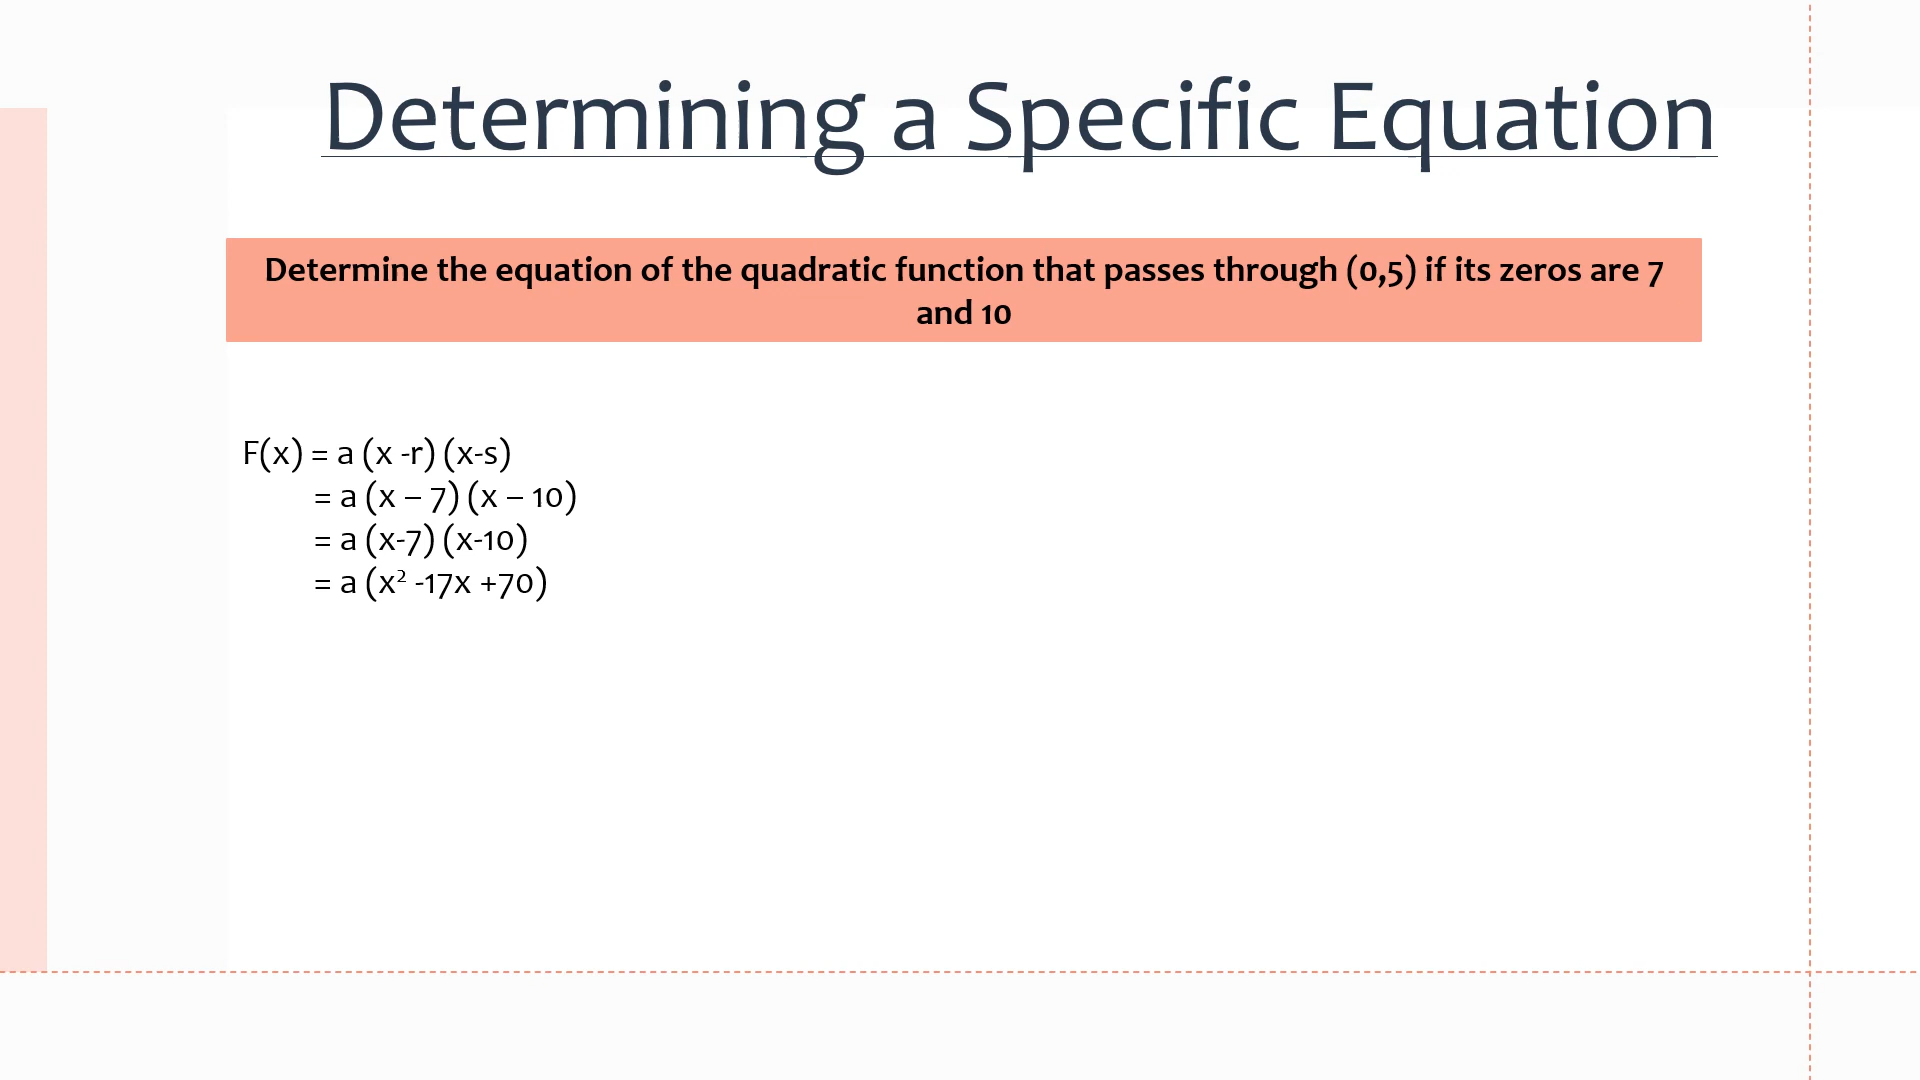 Determining a Specific Equation
Determine the equation of the quadratic function that passes through (0,5) if its zeros are 7
and 10
F(x) = a (x -r) (x-s)
= a (x – 7) (x – 10)
= a (x-7) (x-10)
= a (x² -17x +70)